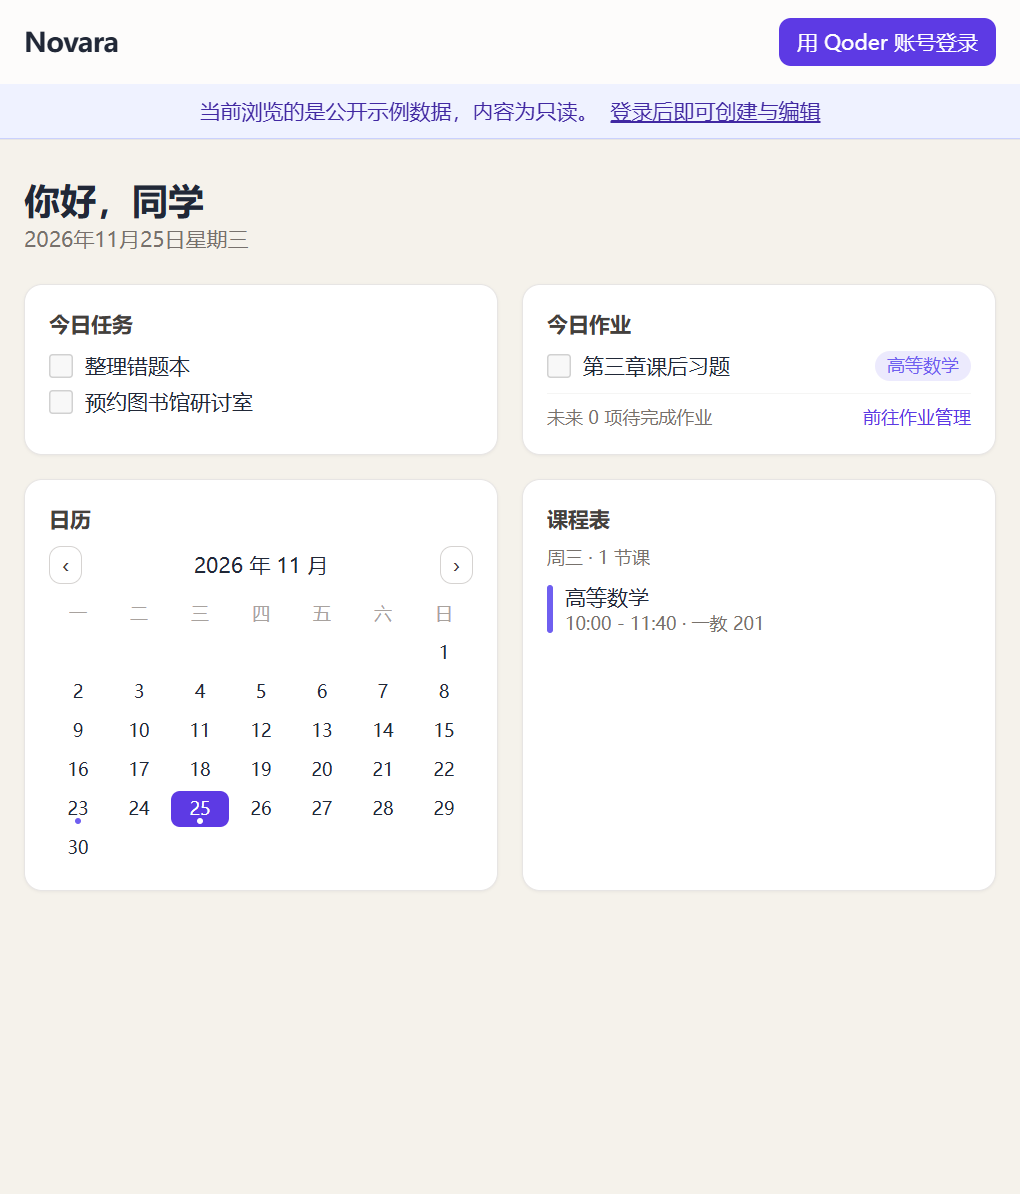 Novara
用 Qoder 账号登录
当前浏览的是公开示例数据，内容为只读。 登录后即可创建与编辑
你好，同学
2026年11月25日星期三
今日任务
整理错题本
预约图书馆研讨室
今日作业
第三章课后习题 高等数学
未来 0 项待完成作业 前往作业管理
日历
‹ 2026 年 11 月 ›
一 二 三 四 五 六 日
1
2 3 4 5 6 7 8
9 10 11 12 13 14 15
16 17 18 19 20 21 22
23 24 25 26 27 28 29
30
课程表
周三 · 1 节课
高等数学
10:00 - 11:40 · 一教 201